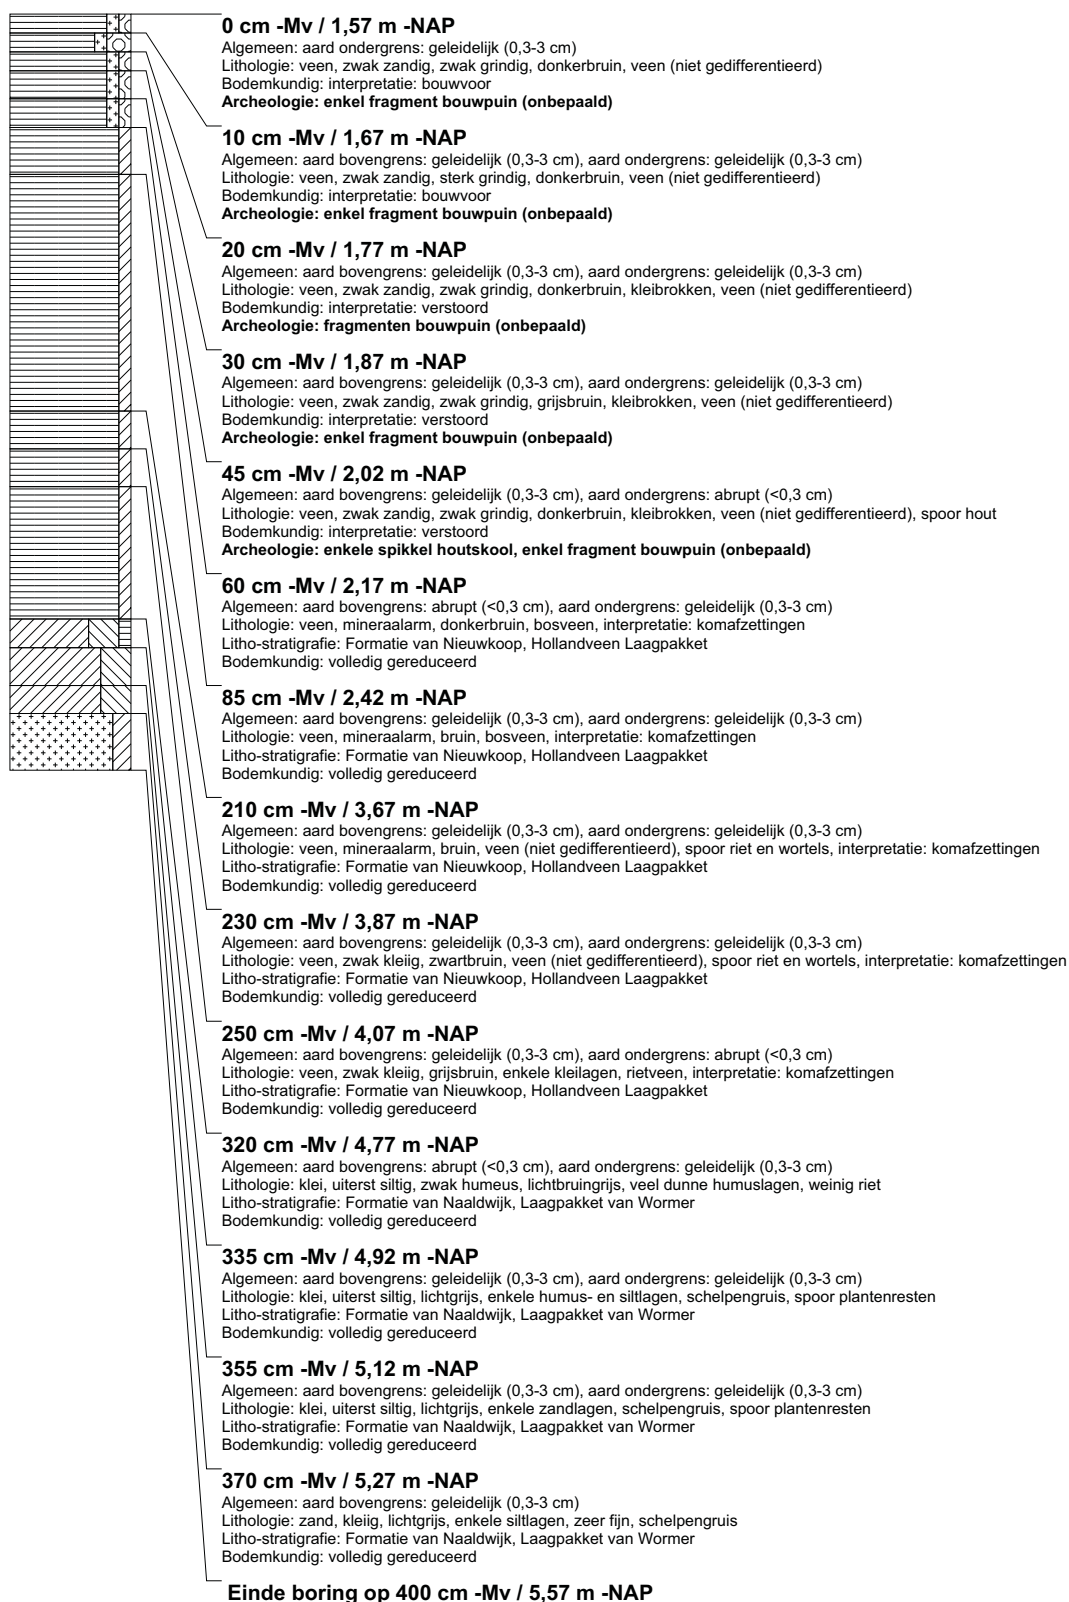 0 cm -Mv / 1,57 m -NAP
Algemeen: aard ondergrens: geleidelijk (0,3-3 cm)
Lithologie: veen, zwak zandig, zwak grindig, donkerbruin, veen (niet gedifferentieerd)
Bodemkundig: interpretatie: bouwvoor
Archeologie: enkel fragment bouwpuin (onbepaald)
10 cm -Mv / 1,67 m -NAP
Algemeen: aard bovengrens: geleidelijk (0,3-3 cm), aard ondergrens: geleidelijk (0,3-3 cm)
Lithologie: veen, zwak zandig, sterk grindig, donkerbruin, veen (niet gedifferentieerd)
Bodemkundig: interpretatie: bouwvoor
Archeologie: enkel fragment bouwpuin (onbepaald)
20 cm -Mv / 1,77 m -NAP
Algemeen: aard bovengrens: geleidelijk (0,3-3 cm), aard ondergrens: geleidelijk (0,3-3 cm)
Lithologie: veen, zwak zandig, zwak grindig, donkerbruin, kleibrokken, veen (niet gedifferentieerd)
Bodemkundig: interpretatie: verstoord
Archeologie: fragmenten bouwpuin (onbepaald)
30 cm -Mv / 1,87 m -NAP
Algemeen: aard bovengrens: geleidelijk (0,3-3 cm), aard ondergrens: geleidelijk (0,3-3 cm)
Lithologie: veen, zwak zandig, zwak grindig, grijsbruin, kleibrokken, veen (niet gedifferentieerd)
Bodemkundig: interpretatie: verstoord
Archeologie: enkel fragment bouwpuin (onbepaald)
45 cm -Mv / 2,02 m -NAP
Algemeen: aard bovengrens: geleidelijk (0,3-3 cm), aard ondergrens: abrupt (<0,3 cm)
Lithologie: veen, zwak zandig, zwak grindig, donkerbruin, kleibrokken, veen (niet gedifferentieerd), spoor hout
Bodemkundig: interpretatie: verstoord
Archeologie: enkele spikkel houtskool, enkel fragment bouwpuin (onbepaald)
60 cm -Mv / 2,17 m -NAP
Algemeen: aard bovengrens: abrupt (<0,3 cm), aard ondergrens: geleidelijk (0,3-3 cm)
Lithologie: veen, mineraalarm, donkerbruin, bosveen, interpretatie: komafzettingen
Litho-stratigrafie: Formatie van Nieuwkoop, Hollandveen Laagpakket
Bodemkundig: volledig gereduceerd
85 cm -Mv / 2,42 m -NAP
Algemeen: aard bovengrens: geleidelijk (0,3-3 cm), aard ondergrens: geleidelijk (0,3-3 cm)
Lithologie: veen, mineraalarm, bruin, bosveen, interpretatie: komafzettingen
Litho-stratigrafie: Formatie van Nieuwkoop, Hollandveen Laagpakket
Bodemkundig: volledig gereduceerd
210 cm -Mv / 3,67 m -NAP
Algemeen: aard bovengrens: geleidelijk (0,3-3 cm), aard ondergrens: geleidelijk (0,3-3 cm)
Lithologie: veen, mineraalarm, bruin, veen (niet gedifferentieerd), spoor riet en wortels, interpretatie: komafzettingen
Litho-stratigrafie: Formatie van Nieuwkoop, Hollandveen Laagpakket
Bodemkundig: volledig gereduceerd
230 cm -Mv / 3,87 m -NAP
Algemeen: aard bovengrens: geleidelijk (0,3-3 cm), aard ondergrens: geleidelijk (0,3-3 cm)
Lithologie: veen, zwak kleiig, zwartbruin, veen (niet gedifferentieerd), spoor riet en wortels, interpretatie: komafzettingen
Litho-stratigrafie: Formatie van Nieuwkoop, Hollandveen Laagpakket
Bodemkundig: volledig gereduceerd
250 cm -Mv / 4,07 m -NAP
Algemeen: aard bovengrens: geleidelijk (0,3-3 cm), aard ondergrens: abrupt (<0,3 cm)
Lithologie: veen, zwak kleiig, grijsbruin, enkele kleilagen, rietveen, interpretatie: komafzettingen
Litho-stratigrafie: Formatie van Nieuwkoop, Hollandveen Laagpakket
Bodemkundig: volledig gereduceerd
320 cm -Mv / 4,77 m -NAP
Algemeen: aard bovengrens: abrupt (<0,3 cm), aard ondergrens: geleidelijk (0,3-3 cm)
Lithologie: klei, uiterst siltig, zwak humeus, lichtbruingrijs, veel dunne humuslagen, weinig riet
Litho-stratigrafie: Formatie van Naaldwijk, Laagpakket van Wormer
Bodemkundig: volledig gereduceerd
335 cm -Mv / 4,92 m -NAP
Algemeen: aard bovengrens: geleidelijk (0,3-3 cm), aard ondergrens: geleidelijk (0,3-3 cm)
Lithologie: klei, uiterst siltig, lichtgrijs, enkele humus- en siltlagen, schelpengruis, spoor plantenresten
Litho-stratigrafie: Formatie van Naaldwijk, Laagpakket van Wormer
Bodemkundig: volledig gereduceerd
355 cm -Mv / 5,12 m -NAP
Algemeen: aard bovengrens: geleidelijk (0,3-3 cm), aard ondergrens: geleidelijk (0,3-3 cm)
Lithologie: klei, uiterst siltig, lichtgrijs, enkele zandlagen, schelpengruis, spoor plantenresten
Litho-stratigrafie: Formatie van Naaldwijk, Laagpakket van Wormer
Bodemkundig: volledig gereduceerd
370 cm -Mv / 5,27 m -NAP
Algemeen: aard bovengrens: geleidelijk (0,3-3 cm)
Lithologie: zand, kleiig, lichtgrijs, enkele siltlagen, zeer fijn, schelpengruis
Litho-stratigrafie: Formatie van Naaldwijk, Laagpakket van Wormer
Bodemkundig: volledig gereduceerd
Einde boring op 400 cm -Mv / 5,57 m -NAP